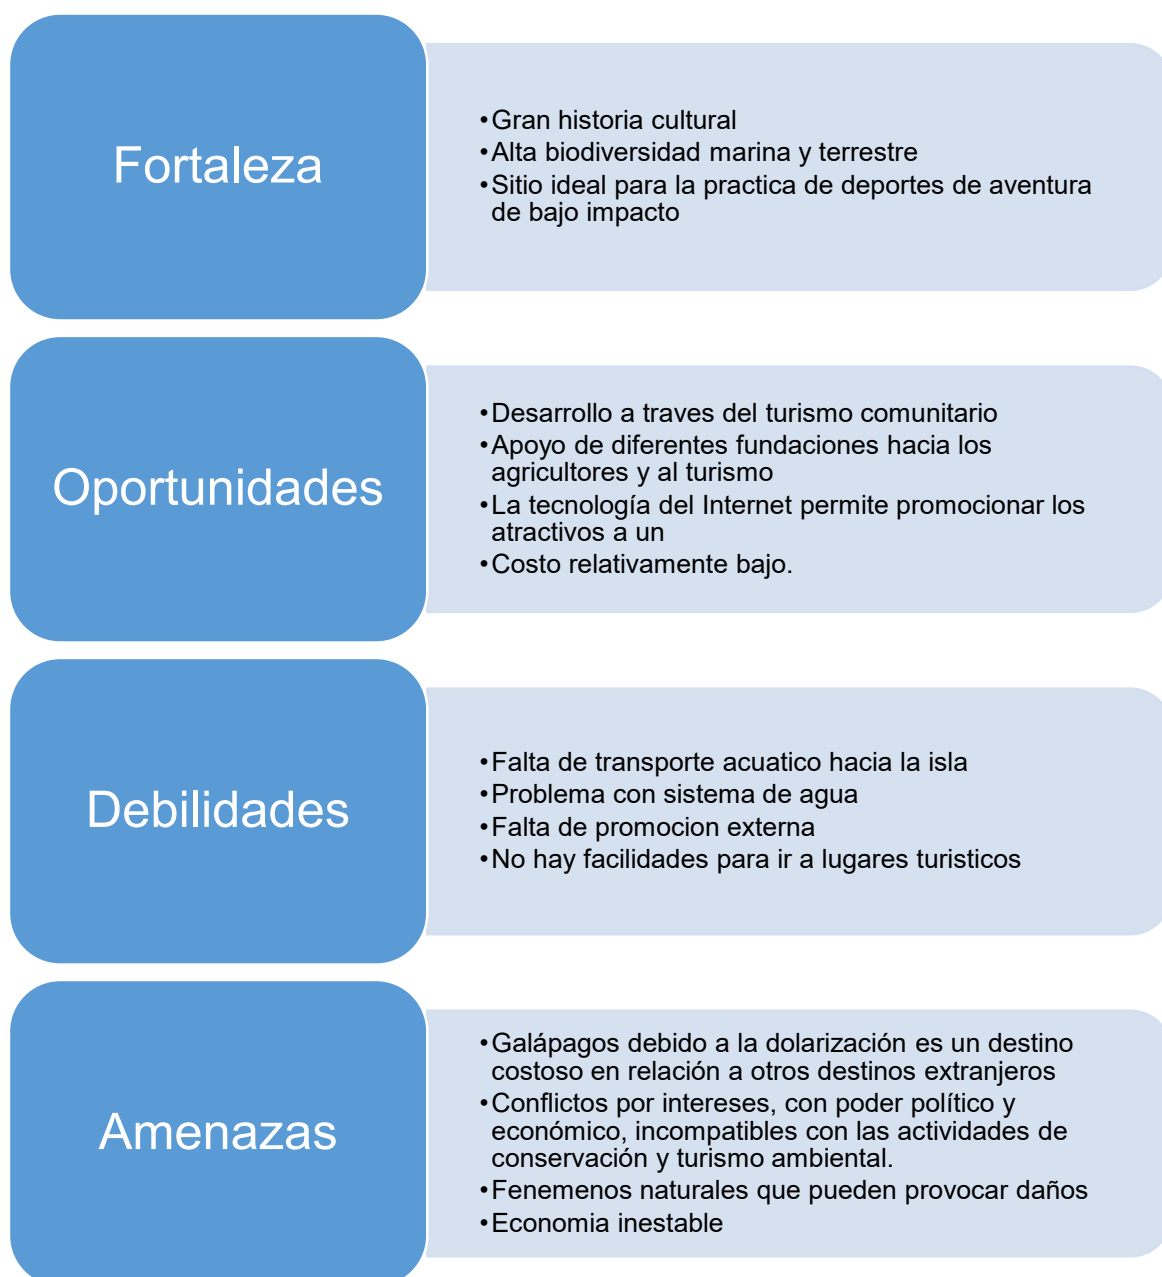 Fortaleza
•Gran historia cultural
•Alta biodiversidad marina y terrestre
•Sitio ideal para la practica de deportes de aventura
de bajo impacto
Oportunidades
•Desarrollo a traves del turismo comunitario
•Apoyo de diferentes fundaciones hacia los
agricultores y al turismo
•La tecnología del Internet permite promocionar los
atractivos a un
•Costo relativamente bajo.
Debilidades
•Falta de transporte acuatico hacia la isla
•Problema con sistema de agua
•Falta de promocion externa
•No hay facilidades para ir a lugares turisticos
Amenazas
•Galápagos debido a la dolarización es un destino
costoso en relación a otros destinos extranjeros
•Conflictos por intereses, con poder político y
económico, incompatibles con las actividades de
conservación y turismo ambiental.
•Fenemenos naturales que pueden provocar daños
•Economia inestable